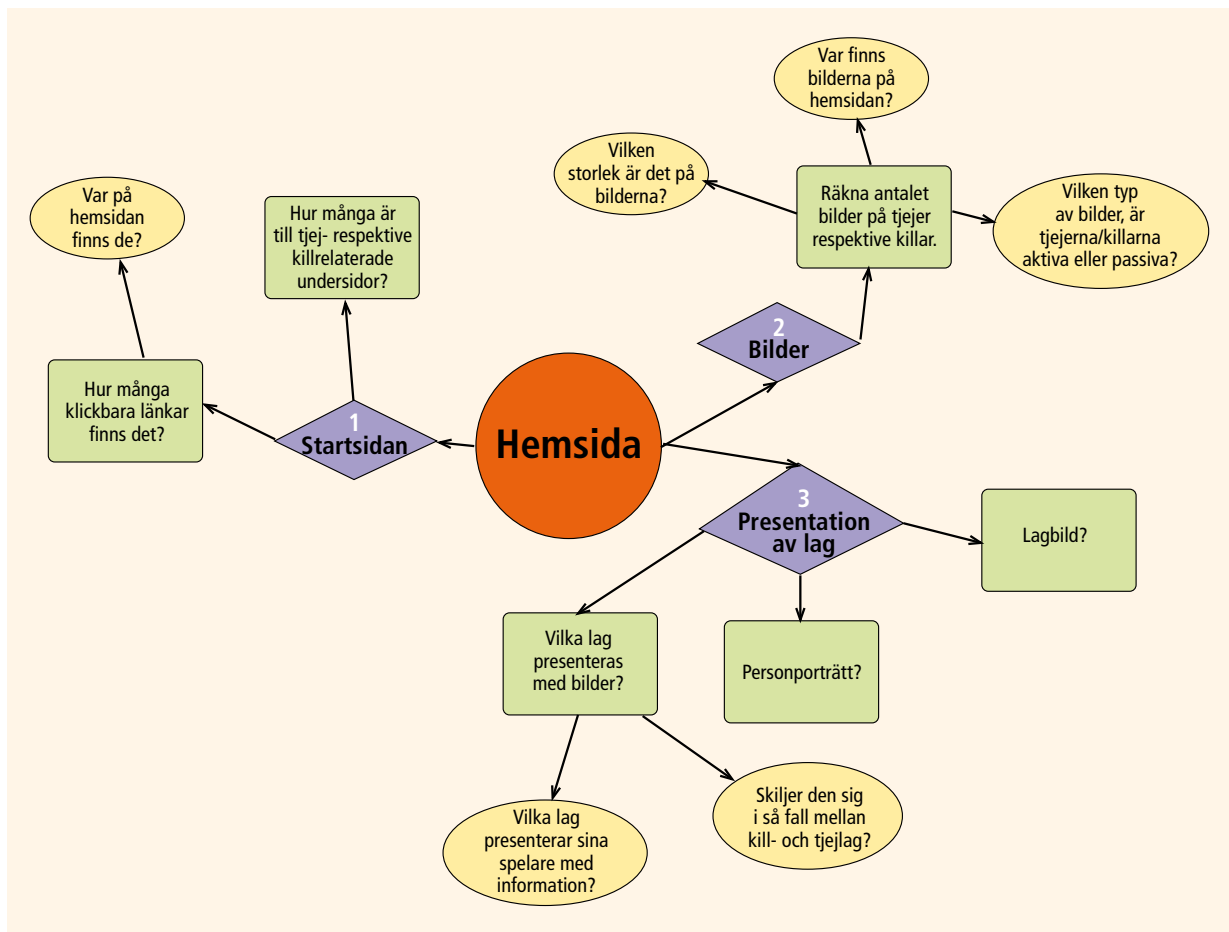 Hemsida
1
Startsidan
Hur många
klickbara länkar
finns det?
Var på
hemsidan
finns de?
Hur många är
till tjej- respektive
killrelaterade
undersidor?
2
Bilder
Räkna antalet
bilder på tjejer
respektive killar.
Vilken
storlek är det på
bilderna?
Var finns
bilderna på
hemsidan?
Vilken typ
av bilder, är
tjejerna/killarna
aktiva eller passiva?
3
Presentation
av lag
Vilka lag
presenteras
med bilder?
Vilka lag
presenterar sina
spelare med
information?
Skiljer den sig
i så fall mellan
kill- och tjejlag?
Personporträtt?
Lagbild?